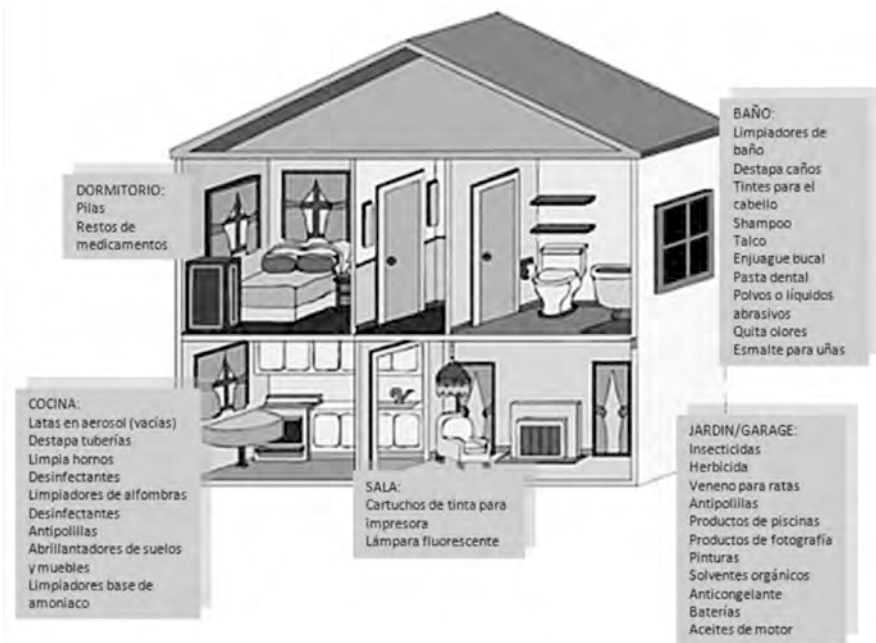 DORMITORIO:
Pilas
Restos de
medicamentos
BAÑO:
Limpiadores de
baño
Destapa caños
Tintes para el
cabello
Shampoo
Talco
Enjuague bucal
Pasta dental
Polvos o líquidos
abrasivos
Quita olores
Esmalte para uñas
COCINA:
Latas en aerosol (vacías)
Destapa tuberías
Limpia hornos
Desinfectantes
Limpiadores de alfombras
Desinfectantes
Antipolillas
Abrillantadores de suelos
y muebles
Limpiadores base de
amoniaco
SALA:
Cartuchos de tinta para
impresora
Lámpara fluorescente
JARDIN/GARAGE:
Insecticidas
Herbicida
Veneno para ratas
Antipolillas
Productos de piscinas
Productos de fotografía
Pinturas
Solventes orgánicos
Anticongelante
Baterías
Aceites de motor